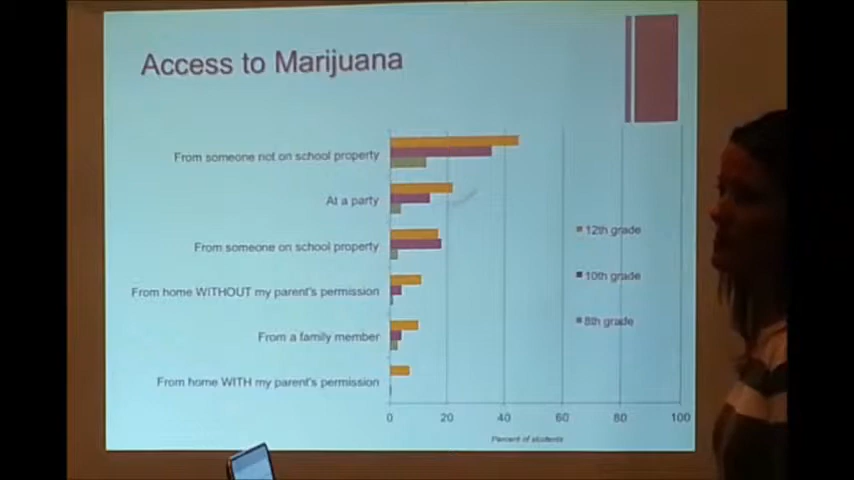 Access to Marijuana
From someone not on school property
At a party
From someone on school property
From home WITHOUT my parent's permission
From a family member
From home WITH my parent's permission
12th grade
10th grade
8th grade
0 20 40 60 80 100
Percent of students